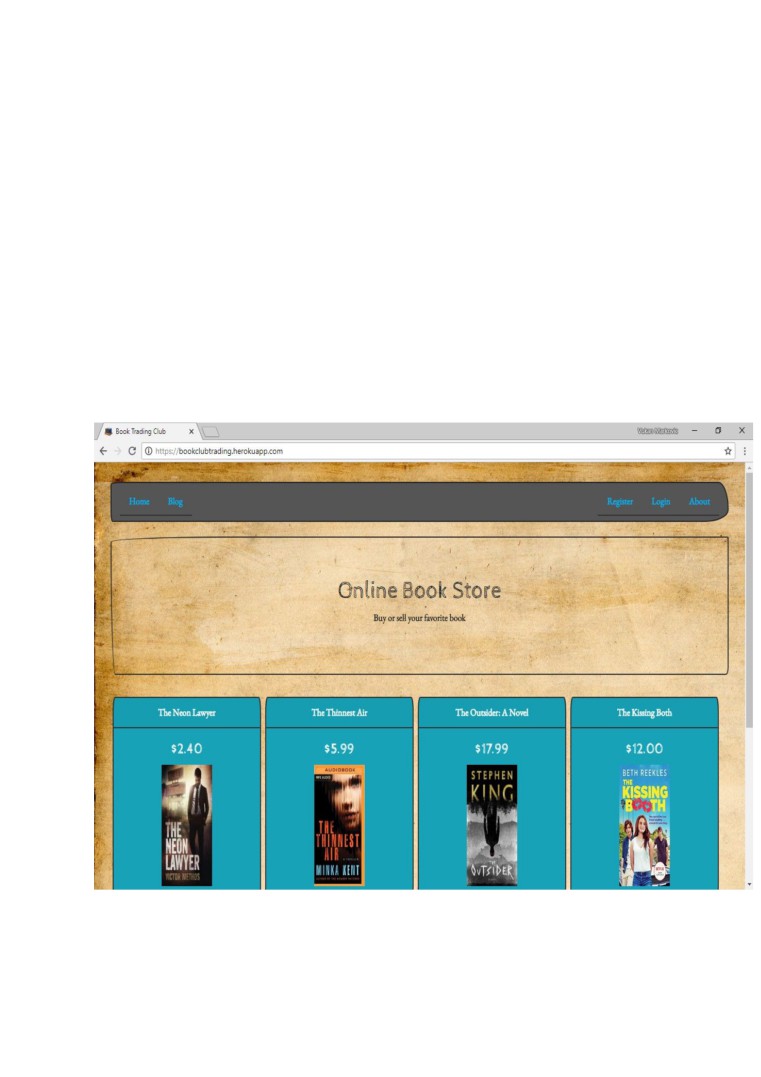 Book Trading Club
https://bookclubtrading.herokuapp.com
Home Blog Register Login About
Online Book Store
Buy or sell your favorite book
The Neon Lawyer
$2.40
THE
NEON
LAWYER
VICTOR METHOS
The Thinnest Air
$5.99
AUDIOBOOK
THE
THINNEST
AIR
MINKA KENT
The Outsider: A Novel
$17.99
STEPHEN
KING
THE
OUTSIDER
The Kissing Both
$12.00
BETH REEKLES
THE
KISSING
BOOTH